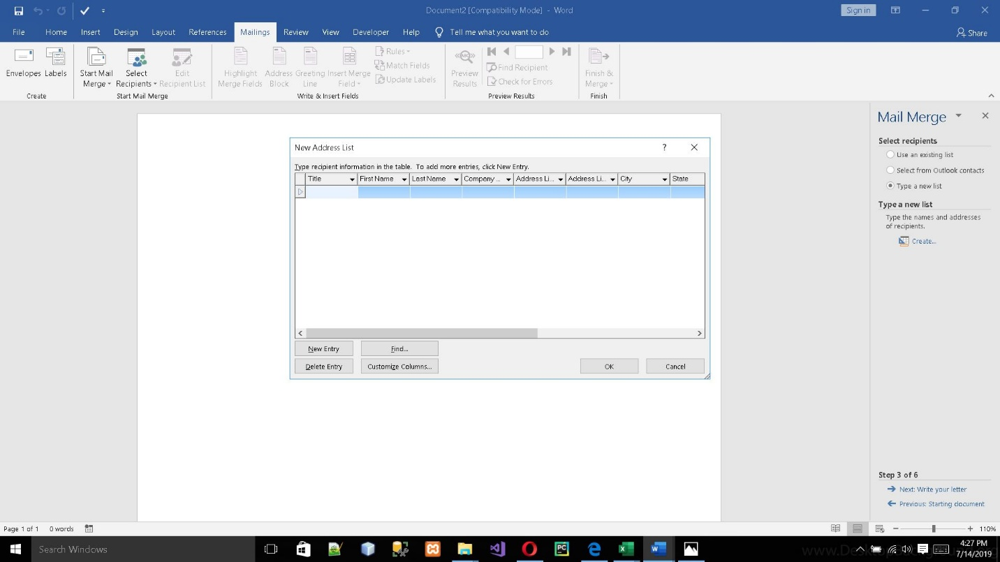 Document2 [Compatibility Mode] - Word
Sign in
File Home Insert Design Layout References Mailings Review View Developer Help Tell me what you want to do
Share
Envelopes Labels
Create
Start Mail Merge
Select Recipients
Edit Recipient List
Start Mail Merge
Highlight Merge Fields
Address Block
Greeting Line
Insert Merge Field
Rules
Match Fields
Update Labels
Write & Insert Fields
Preview Results
Find Recipient
Check for Errors
Preview Results
Finish & Merge
Finish
New Address List
?
Type recipient information in the table. To add more entries, click New Entry.
Title First Name Last Name Company ... Address Li... Address Li... City State
New Entry Find...
Delete Entry Customize Columns... OK Cancel
Mail Merge
Select recipients
Use an existing list
Select from Outlook contacts
Type a new list
Type a new list
Type the names and addresses
of recipients.
Create...
Step 3 of 6
Next: Write your letter
Previous: Starting document
Page 1 of 1 0 words
110%
Search Windows
4:27 PM
7/14/2019